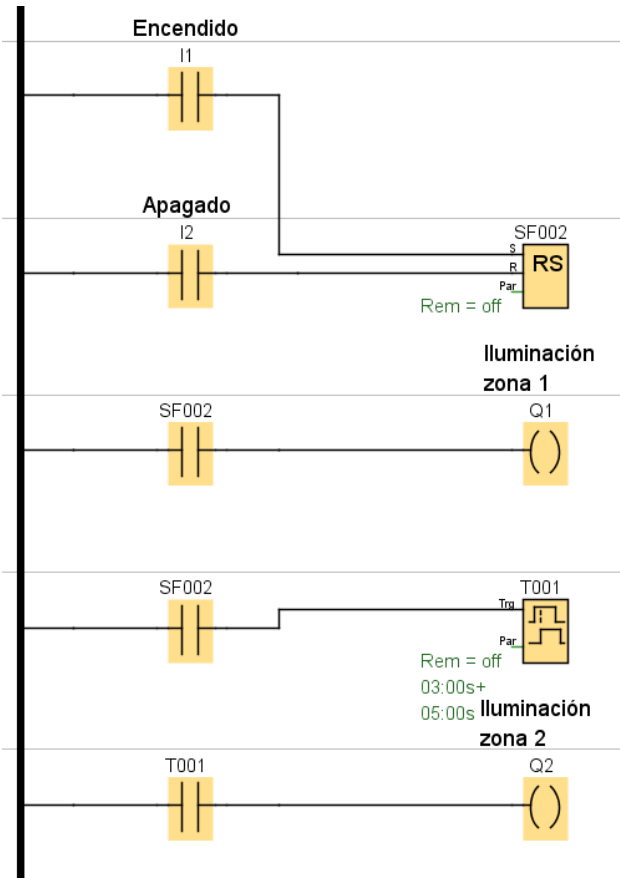 Encendido
I1
Apagado
I2
SF002
S
R
RS
Par
Rem = off
Iluminación
zona 1
SF002
Q1
SF002
T001
Trg
Par
Rem = off
03:00s+
05:00s
Iluminación
zona 2
T001
Q2